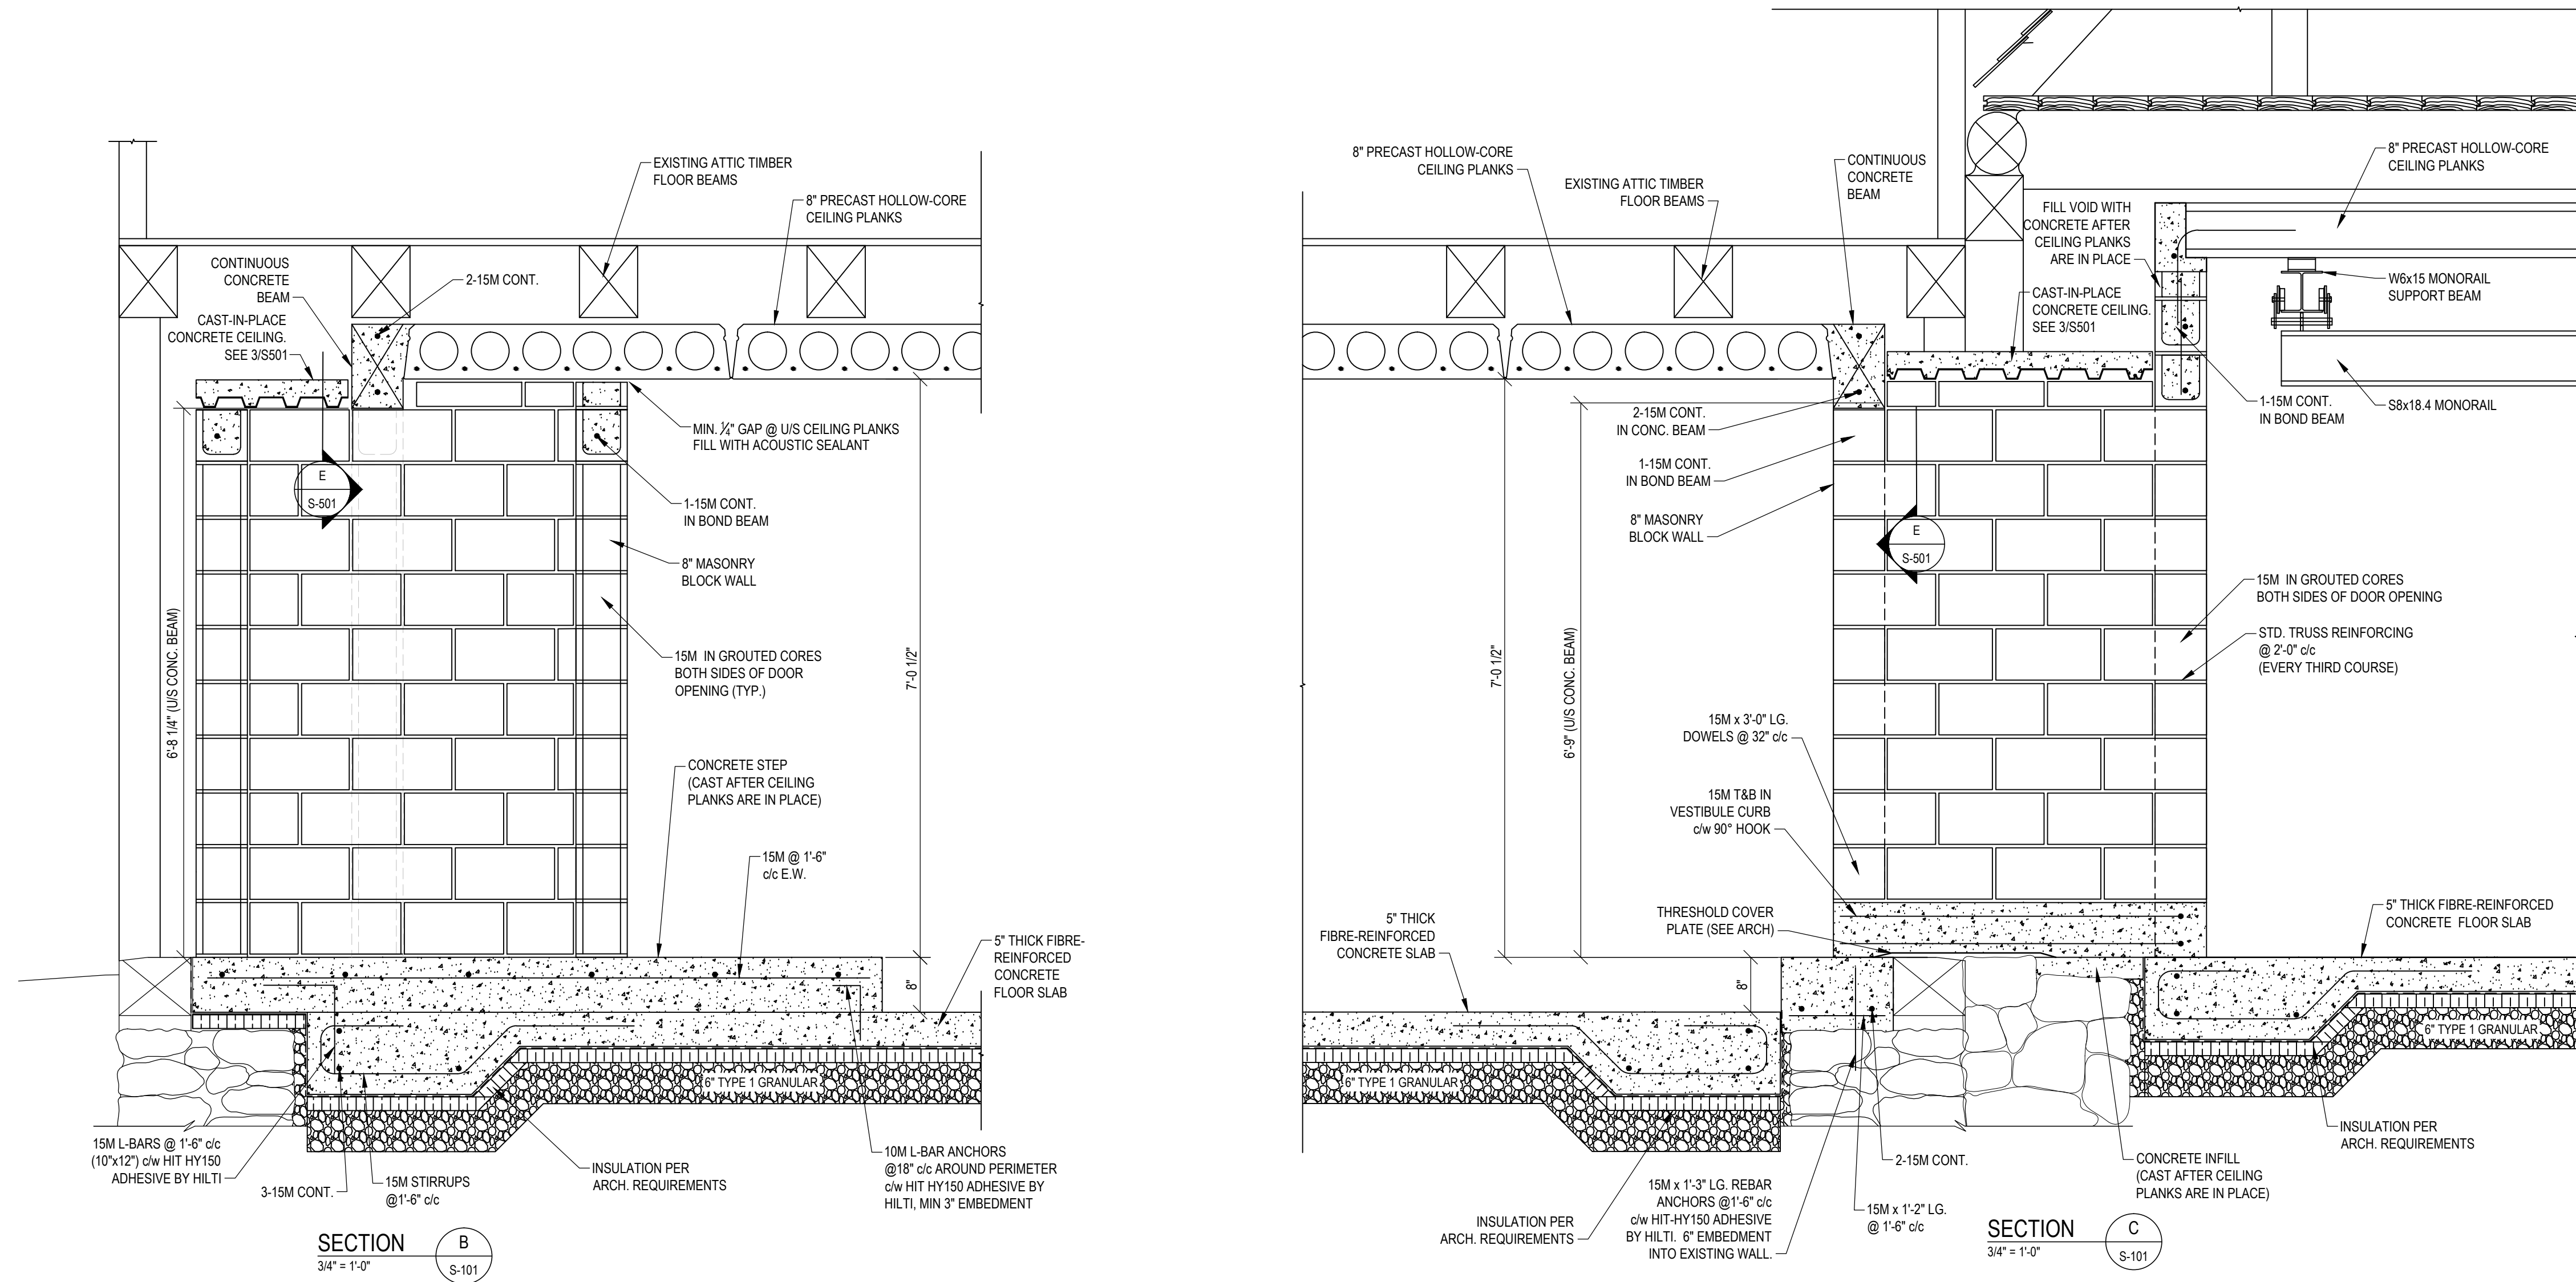 EXISTING ATTIC TIMBER
FLOOR BEAMS
8" PRECAST HOLLOW-CORE
CEILING PLANKS
CONTINUOUS
CONCRETE
BEAM
2-15M CONT.
CAST-IN-PLACE
CONCRETE CEILING.
SEE 3/S501
MIN. ¼" GAP @ U/S CEILING PLANKS
FILL WITH ACOUSTIC SEALANT
E
S-501
1-15M CONT.
IN BOND BEAM
8" MASONRY
BLOCK WALL
6'-8 1/4" (U/S CONC. BEAM)
15M IN GROUTED CORES
BOTH SIDES OF DOOR
OPENING (TYP.)
7'-0 1/2"
CONCRETE STEP
(CAST AFTER CEILING
PLANKS ARE IN PLACE)
15M @ 1'-6"
c/c E.W.
5" THICK FIBRE-
REINFORCED
CONCRETE
FLOOR SLAB
8"
6" TYPE 1 GRANULAR
15M L-BARS @ 1'-6" c/c
(10"x12") c/w HIT HY150
ADHESIVE BY HILTI
3-15M CONT.
15M STIRRUPS
@1'-6" c/c
INSULATION PER
ARCH. REQUIREMENTS
10M L-BAR ANCHORS
@18" c/c AROUND PERIMETER
c/w HIT HY150 ADHESIVE BY
HILTI, MIN 3" EMBEDMENT
SECTION
3/4" = 1'-0"
B
S-101
8" PRECAST HOLLOW-CORE
CEILING PLANKS
EXISTING ATTIC TIMBER
FLOOR BEAMS
CONTINUOUS
CONCRETE
BEAM
8" PRECAST HOLLOW-CORE
CEILING PLANKS
FILL VOID WITH
CONCRETE AFTER
CEILING PLANKS
ARE IN PLACE
W6x15 MONORAIL
SUPPORT BEAM
CAST-IN-PLACE
CONCRETE CEILING.
SEE 3/S501
1-15M CONT.
IN BOND BEAM
S8x18.4 MONORAIL
2-15M CONT.
IN CONC. BEAM
1-15M CONT.
IN BOND BEAM
8" MASONRY
BLOCK WALL
E
S-501
15M IN GROUTED CORES
BOTH SIDES OF DOOR OPENING
STD. TRUSS REINFORCING
@ 2'-0" c/c
(EVERY THIRD COURSE)
7'-0 1/2"
6'-9" (U/S CONC. BEAM)
15M x 3'-0" LG.
DOWELS @ 32" c/c
15M T&B IN
VESTIBULE CURB
c/w 90° HOOK
THRESHOLD COVER
PLATE (SEE ARCH)
5" THICK
FIBRE-REINFORCED
CONCRETE SLAB
5" THICK FIBRE-REINFORCED
CONCRETE FLOOR SLAB
8"
6" TYPE 1 GRANULAR
6" TYPE 1 GRANULAR
INSULATION PER
ARCH. REQUIREMENTS
CONCRETE INFILL
(CAST AFTER CEILING
PLANKS ARE IN PLACE)
2-15M CONT.
15M x 1'-2" LG.
@ 1'-6" c/c
15M x 1'-3" LG. REBAR
ANCHORS @1'-6" c/c
c/w HIT-HY150 ADHESIVE
BY HILTI. 6" EMBEDMENT
INTO EXISTING WALL.
INSULATION PER
ARCH. REQUIREMENTS
SECTION
3/4" = 1'-0"
C
S-101